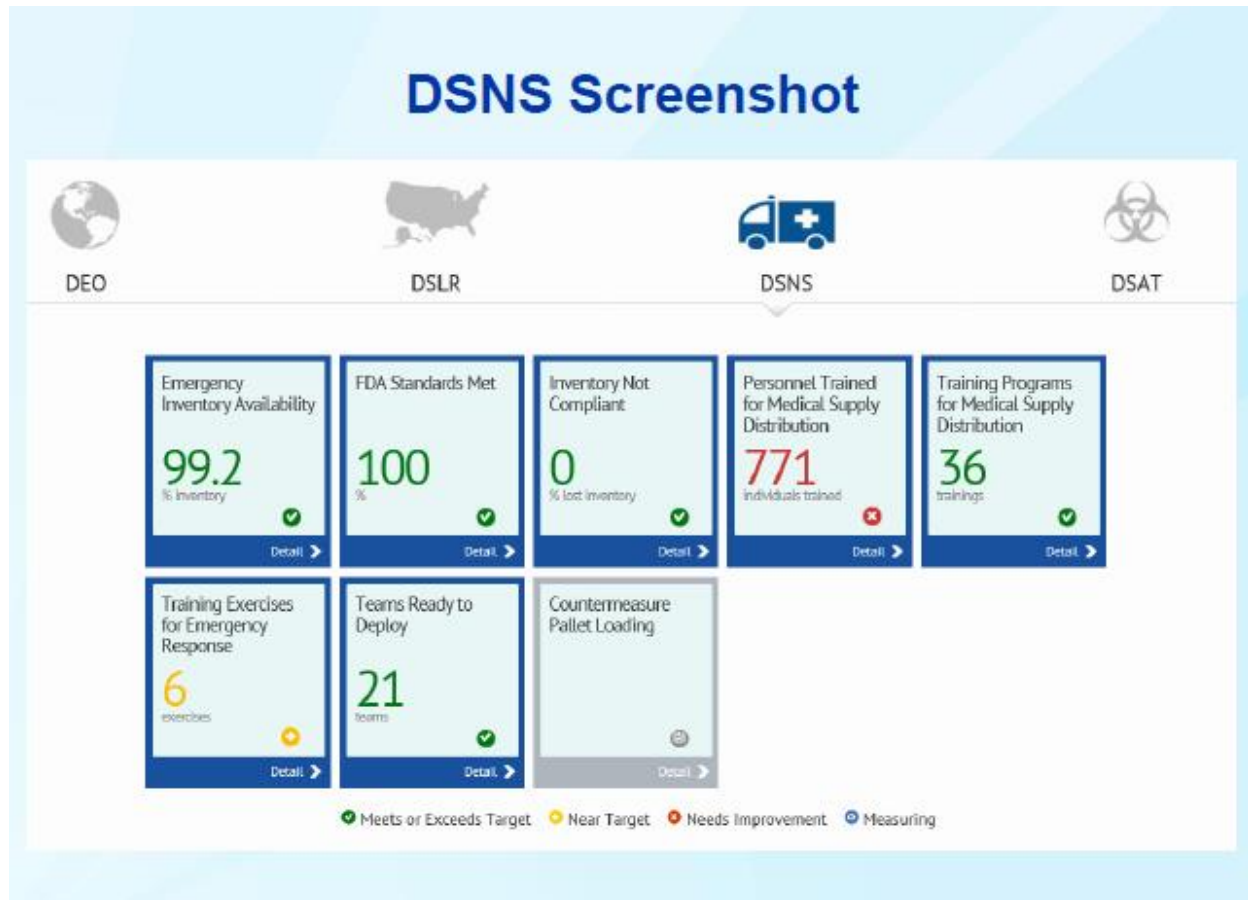 DSNS Screenshot
DEO
DSLR
DSNS
DSAT
Emergency
Inventory Availability
99.2
% inventory
Detail
FDA Standards Met
100
%
Detail
Inventory Not
Compliant
0
% lost inventory
Detail
Personnel Trained
for Medical Supply
Distribution
771
individuals trained
Detail
Training Programs
for Medical Supply
Distribution
36
trainings
Detail
Training Exercises
for Emergency
Response
6
exercises
Detail
Teams Ready to
Deploy
21
teams
Detail
Countermeasure
Pallet Loading
Detail
Meets or Exceeds Target
Near Target
Needs Improvement
Measuring